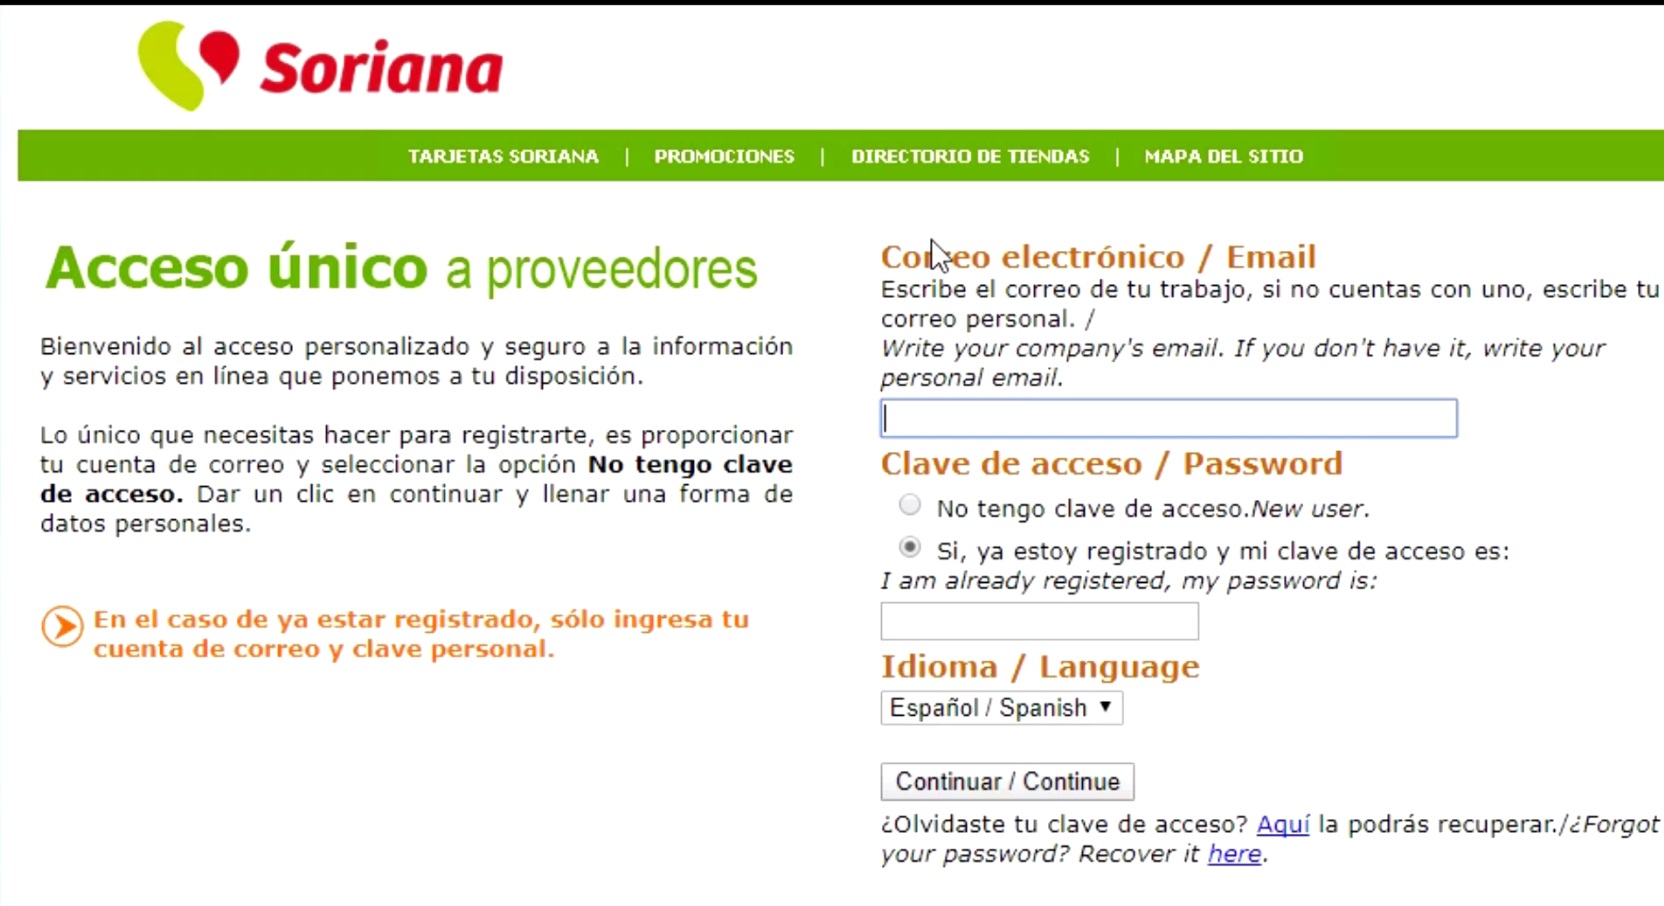 Soriana
TARJETAS SORIANA | PROMOCIONES | DIRECTORIO DE TIENDAS | MAPA DEL SITIO
Acceso único a proveedores
Bienvenido al acceso personalizado y seguro a la información
y servicios en línea que ponemos a tu disposición.
Lo único que necesitas hacer para registrarte, es proporcionar
tu cuenta de correo y seleccionar la opción No tengo clave
de acceso. Dar un clic en continuar y llenar una forma de
datos personales.
En el caso de ya estar registrado, sólo ingresa tu
cuenta de correo y clave personal.
Correo electrónico / Email
Escribe el correo de tu trabajo, si no cuentas con uno, escribe tu
correo personal. /
Write your company's email. If you don't have it, write your
personal email.
Clave de acceso / Password
No tengo clave de acceso.New user.
Si, ya estoy registrado y mi clave de acceso es:
I am already registered, my password is:
Idioma / Language
Español / Spanish
Continuar / Continue
¿Olvidaste tu clave de acceso? Aquí la podrás recuperar./¿Forgot
your password? Recover it here.